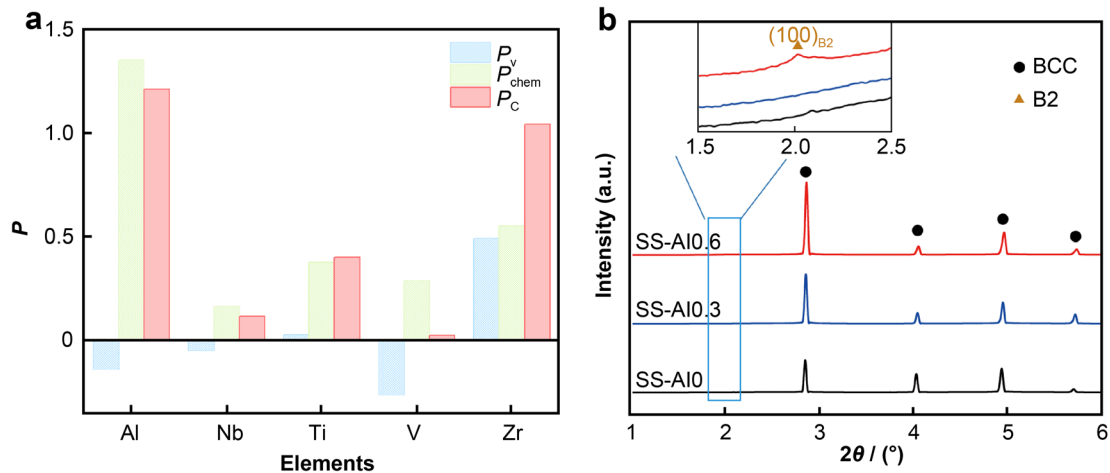 a
1.5
1.0
0.5
0
P
Pv
Pchem
PC
Al
Nb
Ti
V
Zr
Elements
b
(100)B2
1.5
2.0
2.5
BCC
B2
SS-Al0.6
SS-Al0.3
SS-Al0
Intensity (a.u.)
1
2
3
4
5
6
2θ / (°)